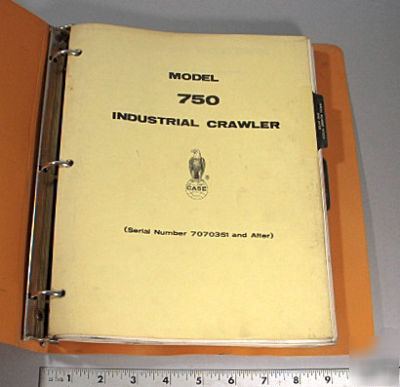 MODEL
750
INDUSTRIAL CRAWLER
CASE
(Serial Number 7070351 and After)
1 2 3 4 5 6 7 8 9